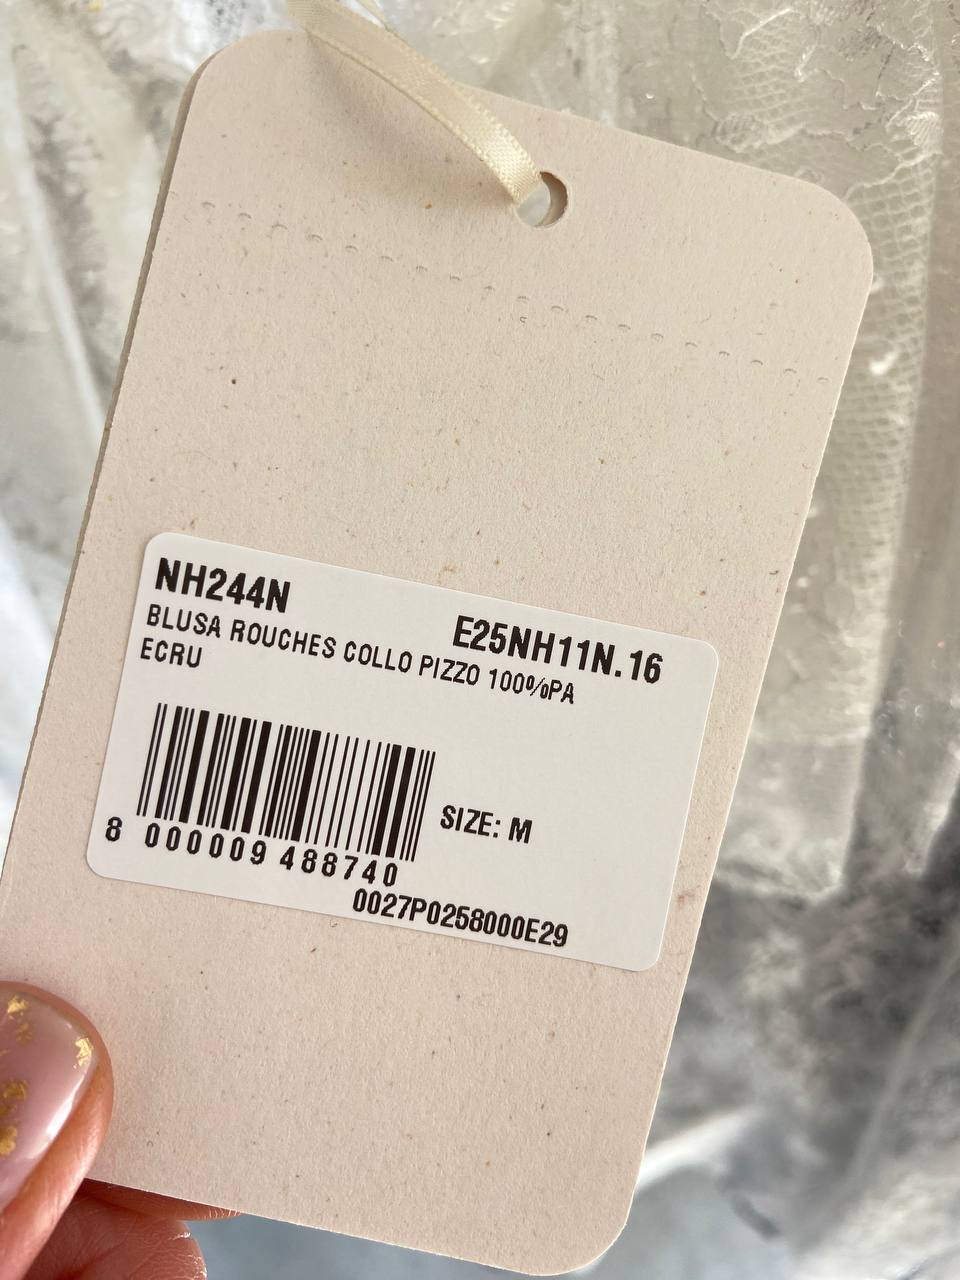 NH244N
E25NH11N.16
BLUSA ROUCHES COLLO PIZZO 100%PA
ECRU
SIZE: M
8 000009 488740
0027P0258000E29